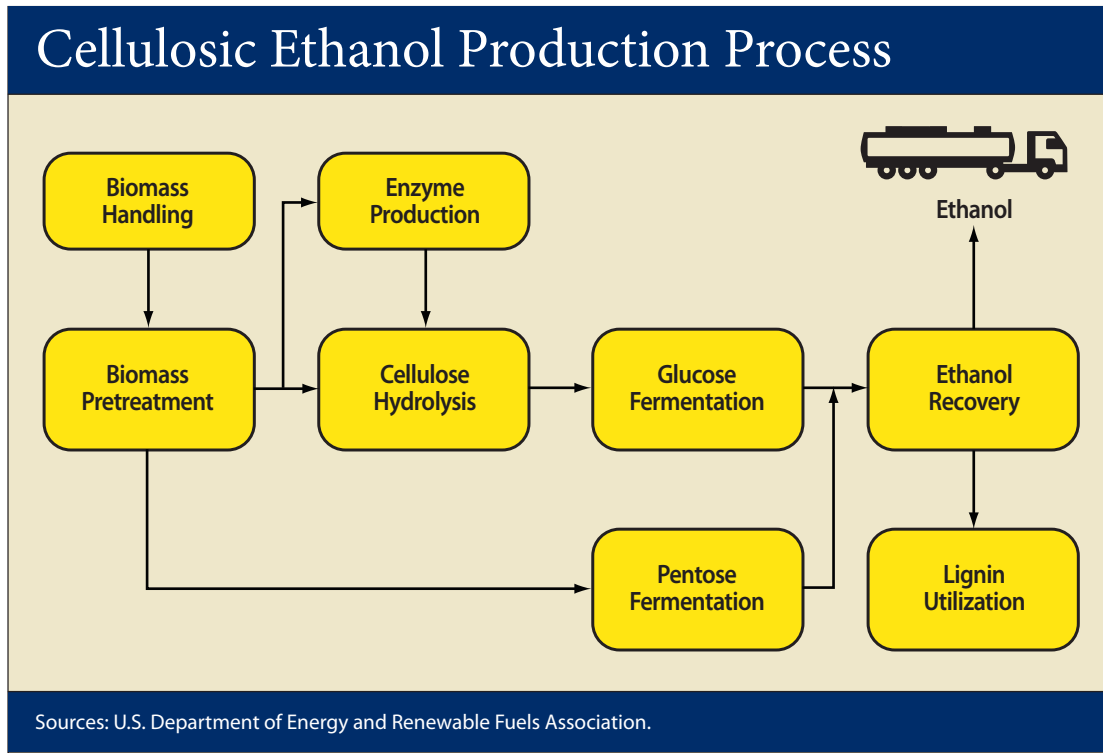 Cellulosic Ethanol Production Process
Biomass
Handling
Enzyme
Production
Ethanol
Biomass
Pretreatment
Cellulose
Hydrolysis
Glucose
Fermentation
Ethanol
Recovery
Pentose
Fermentation
Lignin
Utilization
Sources: U.S. Department of Energy and Renewable Fuels Association.